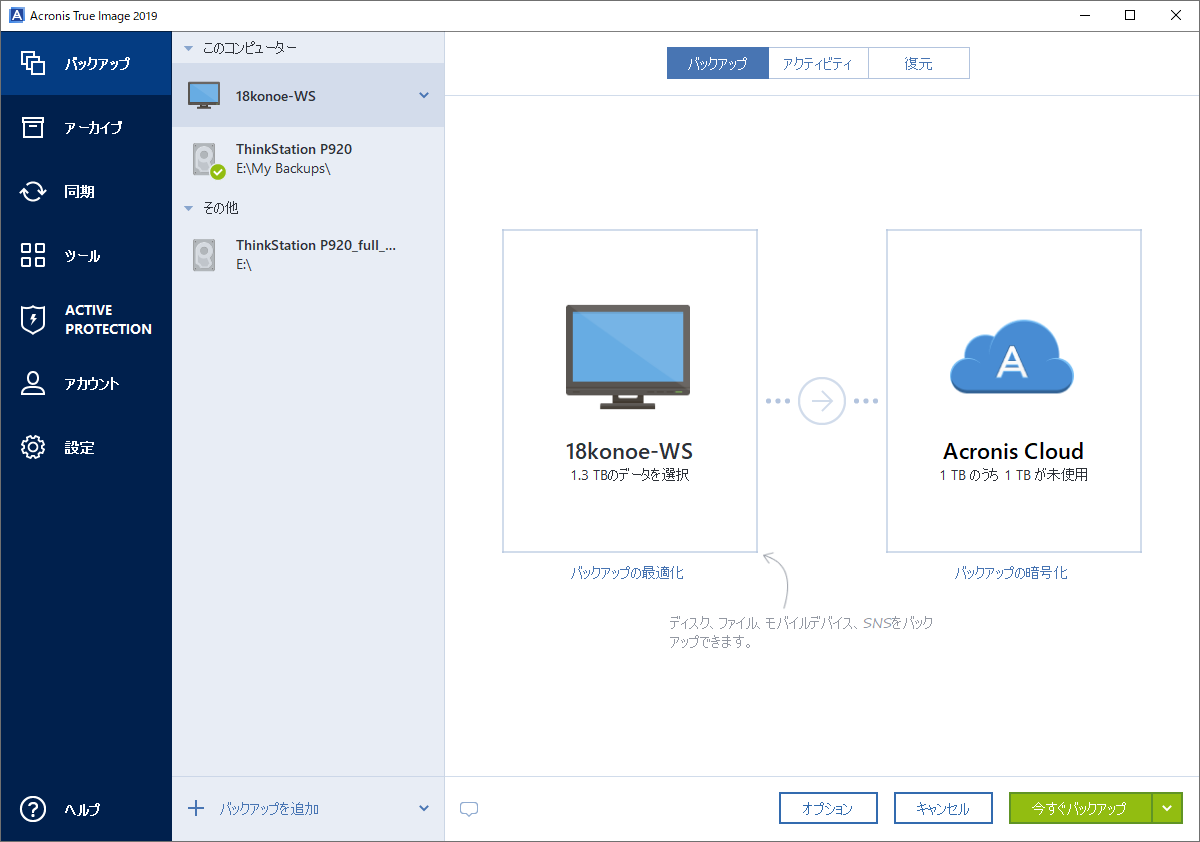 Acronis True Image 2019
バックアップ
アーカイブ
同期
ツール
ACTIVE
PROTECTION
アカウント
設定
ヘルプ
このコンピューター
18konoe-WS
ThinkStation P920
E:\My Backups\
その他
ThinkStation P920_full_...
E:\
バックアップを追加
バックアップ
アクティビティ
復元
18konoe-WS
1.3 TBのデータを選択
バックアップの最適化
A
Acronis Cloud
1 TB のうち 1 TB が未使用
バックアップの暗号化
ディスク、ファイル、モバイルデバイス、SNSをバック
アップできます。
オプション
キャンセル
今すぐバックアップ